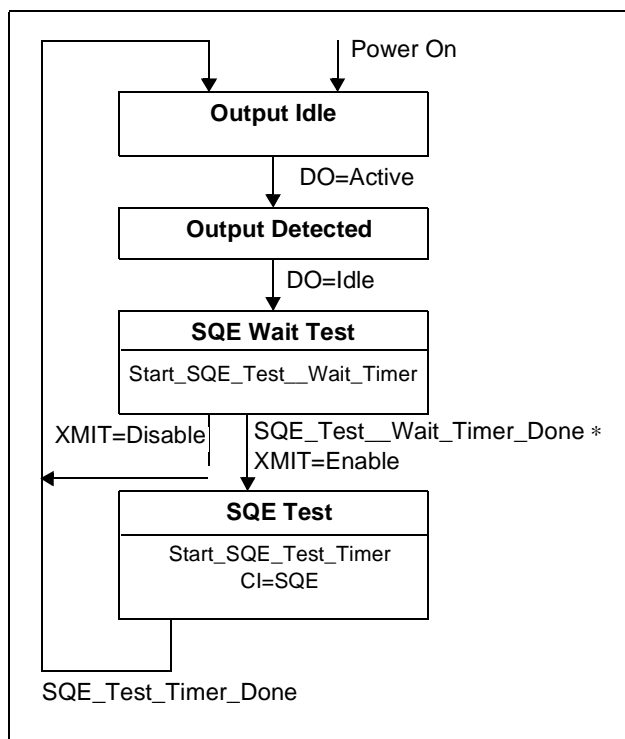 Power On
Output Idle
DO=Active
Output Detected
DO=Idle
SQE Wait Test
Start_SQE_Test__Wait_Timer
XMIT=Disable
SQE_Test__Wait_Timer_Done *
XMIT=Enable
SQE Test
Start_SQE_Test_Timer
CI=SQE
SQE_Test_Timer_Done